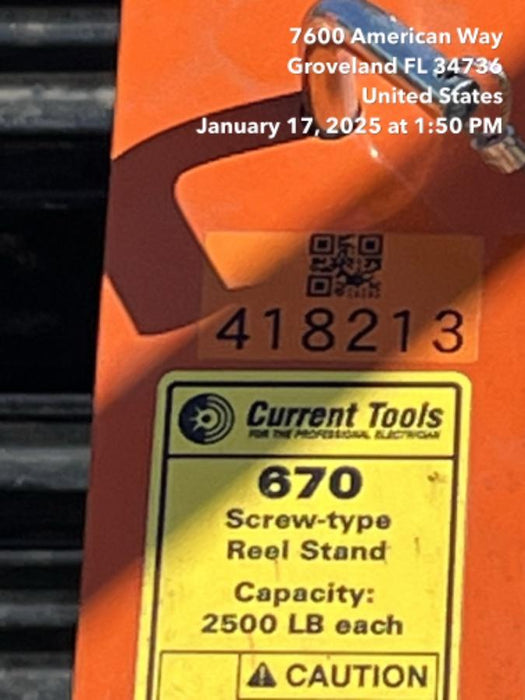 7600 American Way
Groveland FL 34736
United States
January 17, 2025 at 1:50 PM
418213
Current Tools
FOR THE PROFESSIONAL ELECTRICIAN
670
Screw-type
Reel Stand
Capacity:
2500 LB each
CAUTION